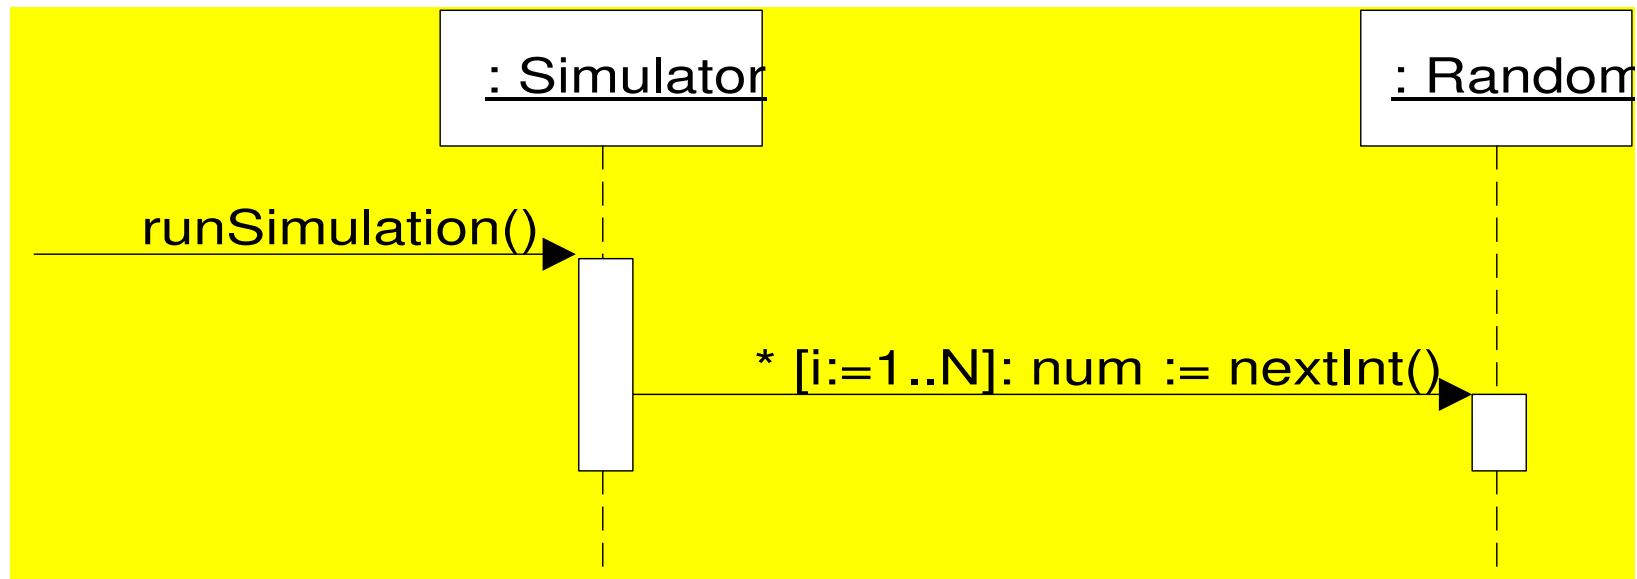 : Simulator
: Random
runSimulation()
* [i:=1..N]: num := nextInt()